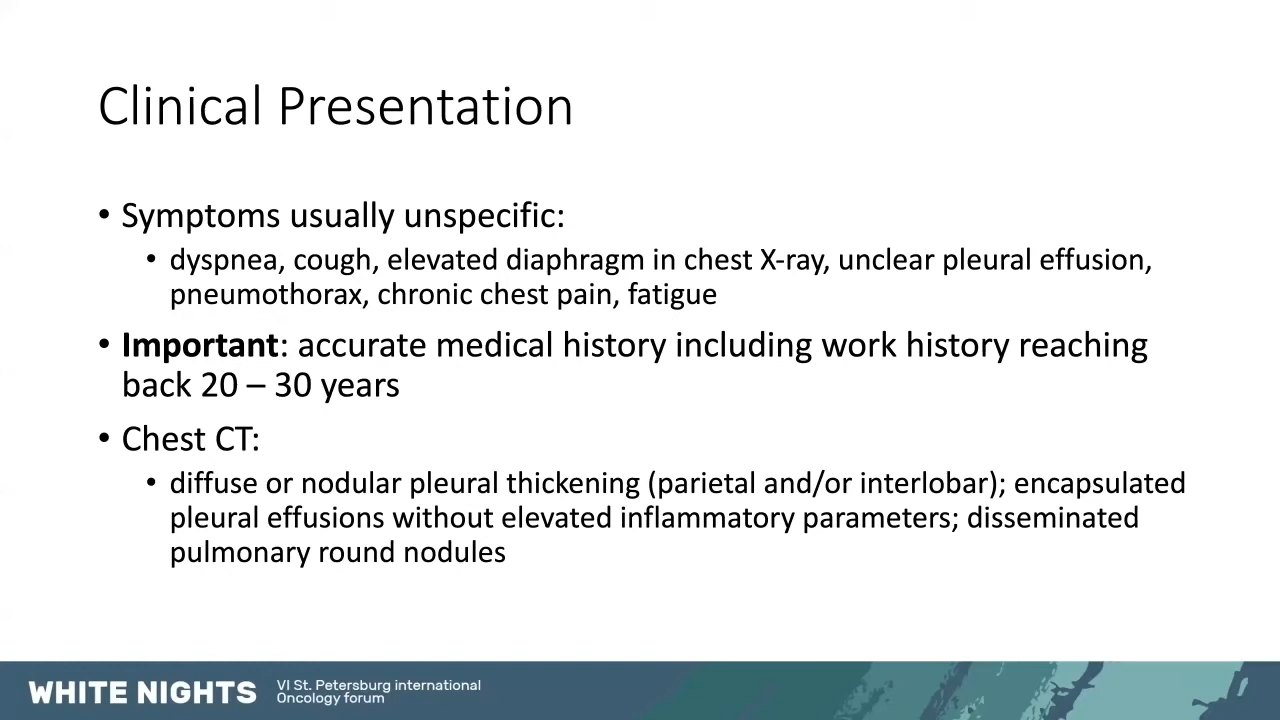 Clinical Presentation
• Symptoms usually unspecific:
• dyspnea, cough, elevated diaphragm in chest X-ray, unclear pleural effusion,
pneumothorax, chronic chest pain, fatigue
• Important: accurate medical history including work history reaching
back 20 – 30 years
• Chest CT:
• diffuse or nodular pleural thickening (parietal and/or interlobar); encapsulated
pleural effusions without elevated inflammatory parameters; disseminated
pulmonary round nodules
WHITE NIGHTS
VI St. Petersburg international
Oncology forum